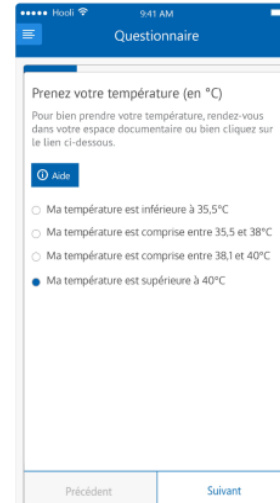 Hooli 9:41 AM
Questionnaire
Prenez votre température (en °C)
Pour bien prendre votre température, rendez-vous
dans votre espace documentaire ou bien cliquez sur
le lien ci-dessous.
Aide
Ma température est inférieure à 35,5°C
Ma température est comprise entre 35,5 et 38°C
Ma température est comprise entre 38,1 et 40°C
Ma température est supérieure à 40°C
Précédent Suivant